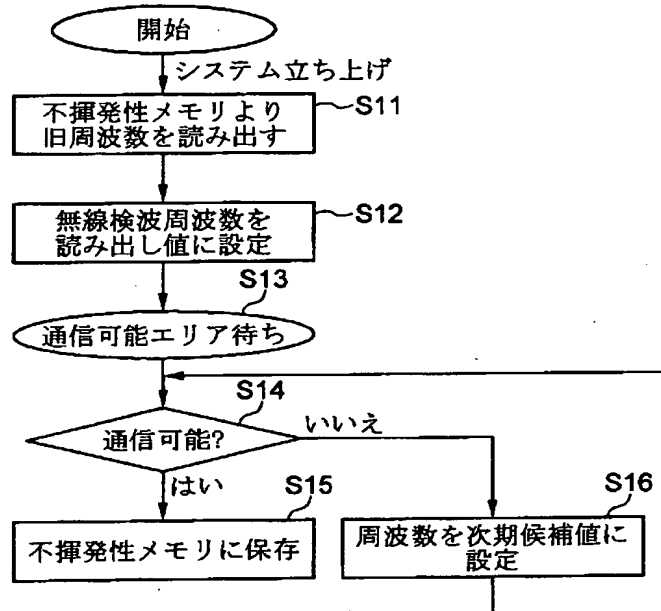 開始
システム立ち上げ
不揮発性メモリより
旧周波数を読み出す
S11
無線検波周波数を
読み出し値に設定
S12
S13
通信可能エリア待ち
S14
通信可能?
いいえ
はい
S15
不揮発性メモリに保存
S16
周波数を次期候補値に
設定